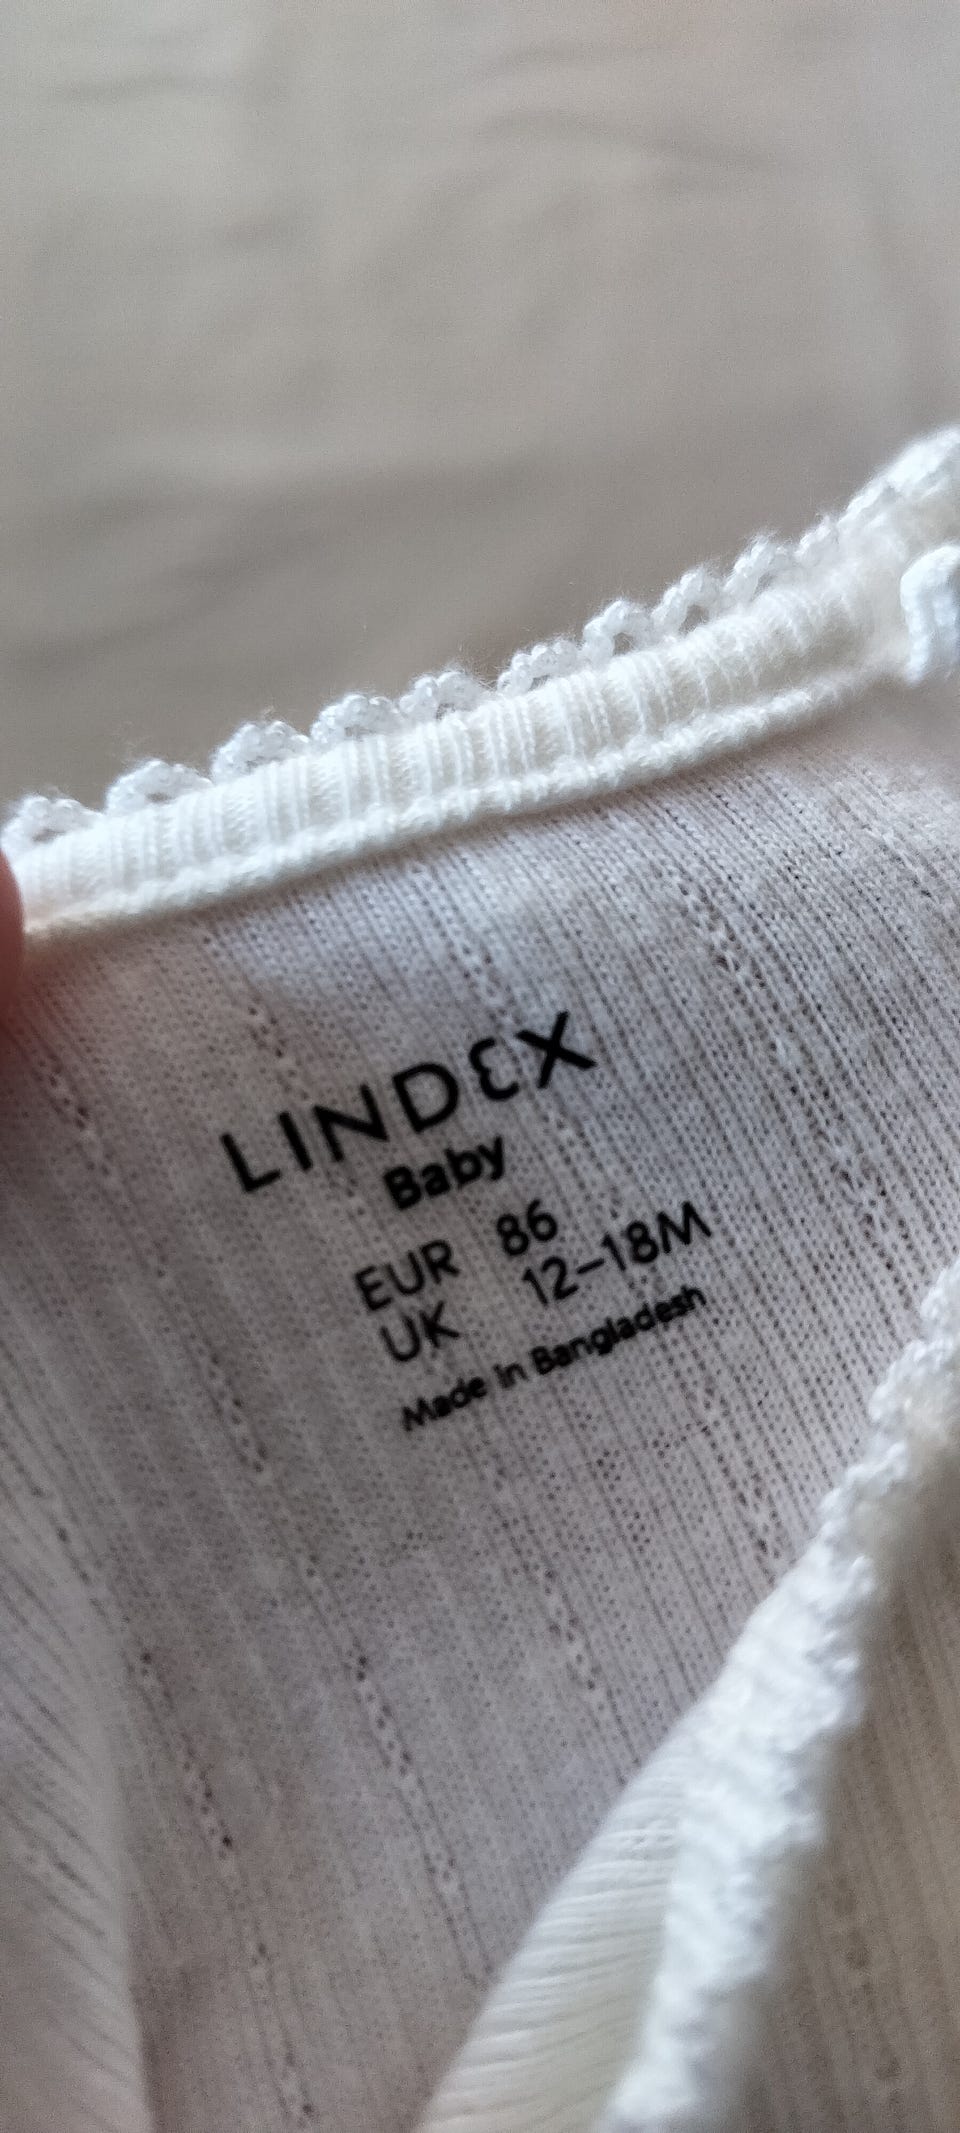 LINDEX
Baby
EUR 86
UK 12-18M
Made in Bangladesh